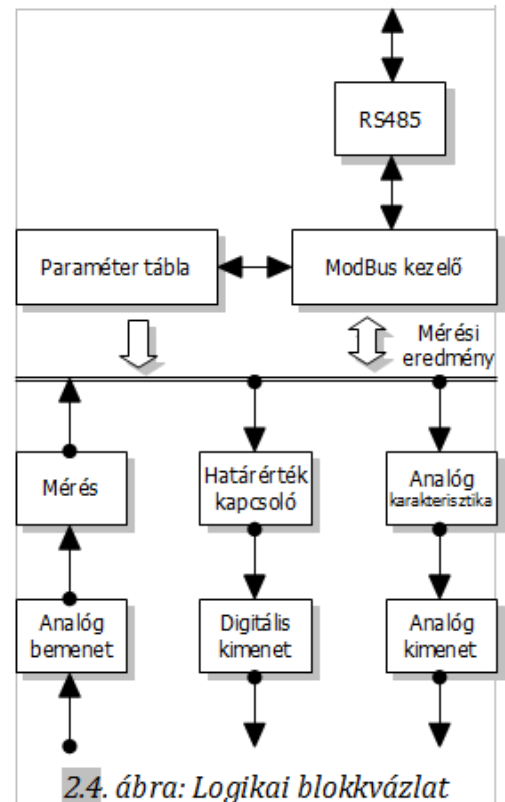 RS485
Paraméter tábla
ModBus kezelő
Mérési
eredmény
Mérés
Határérték
kapcsoló
Analóg
karakterisztika
Analóg
bemenet
Digitális
kimenet
Analóg
kimenet
2.4. ábra: Logikai blokkvázlat